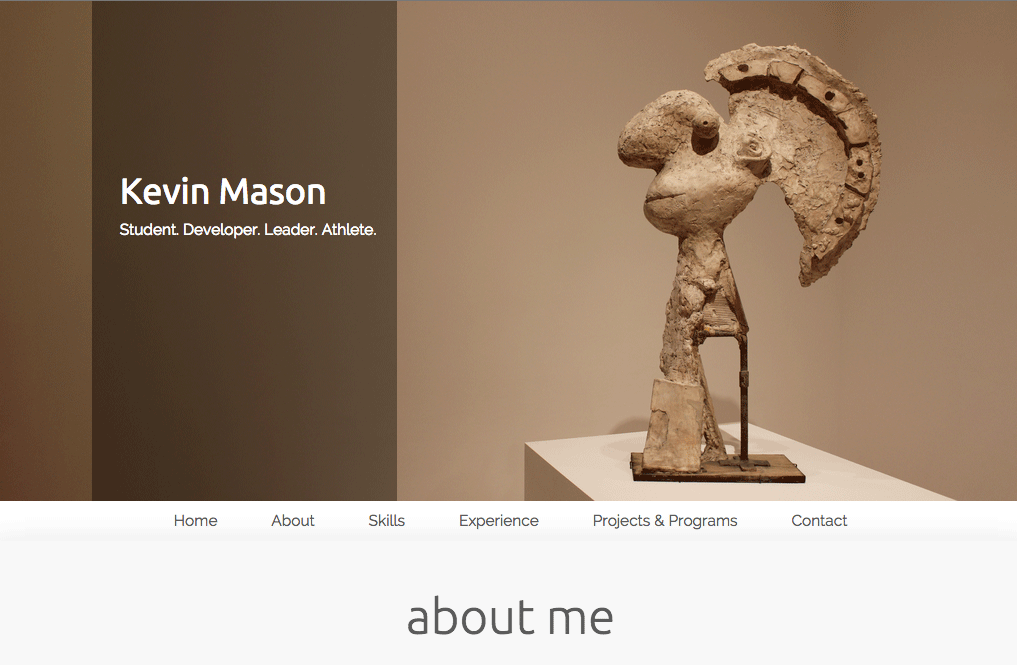 Kevin Mason
Student. Developer. Leader. Athlete.
Home About Skills Experience Projects & Programs Contact
about me